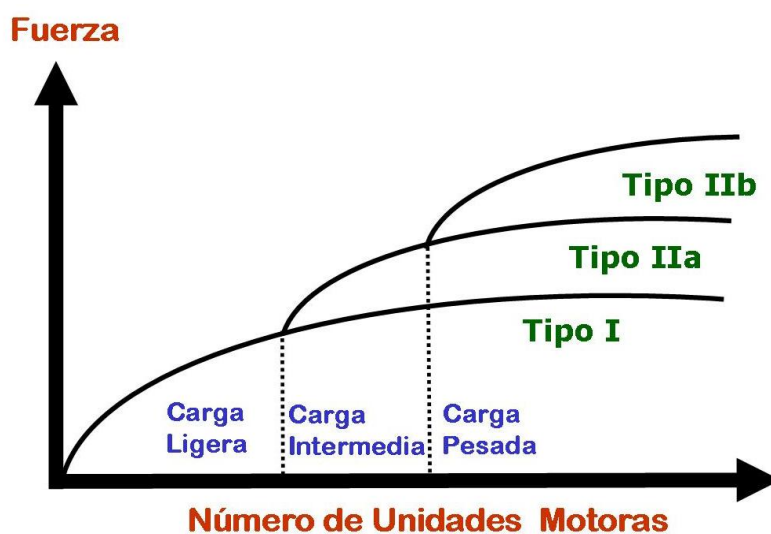 Fuerza
Tipo IIb
Tipo IIa
Tipo I
Carga
Ligera
Carga
Intermedia
Carga
Pesada
Número de Unidades Motoras